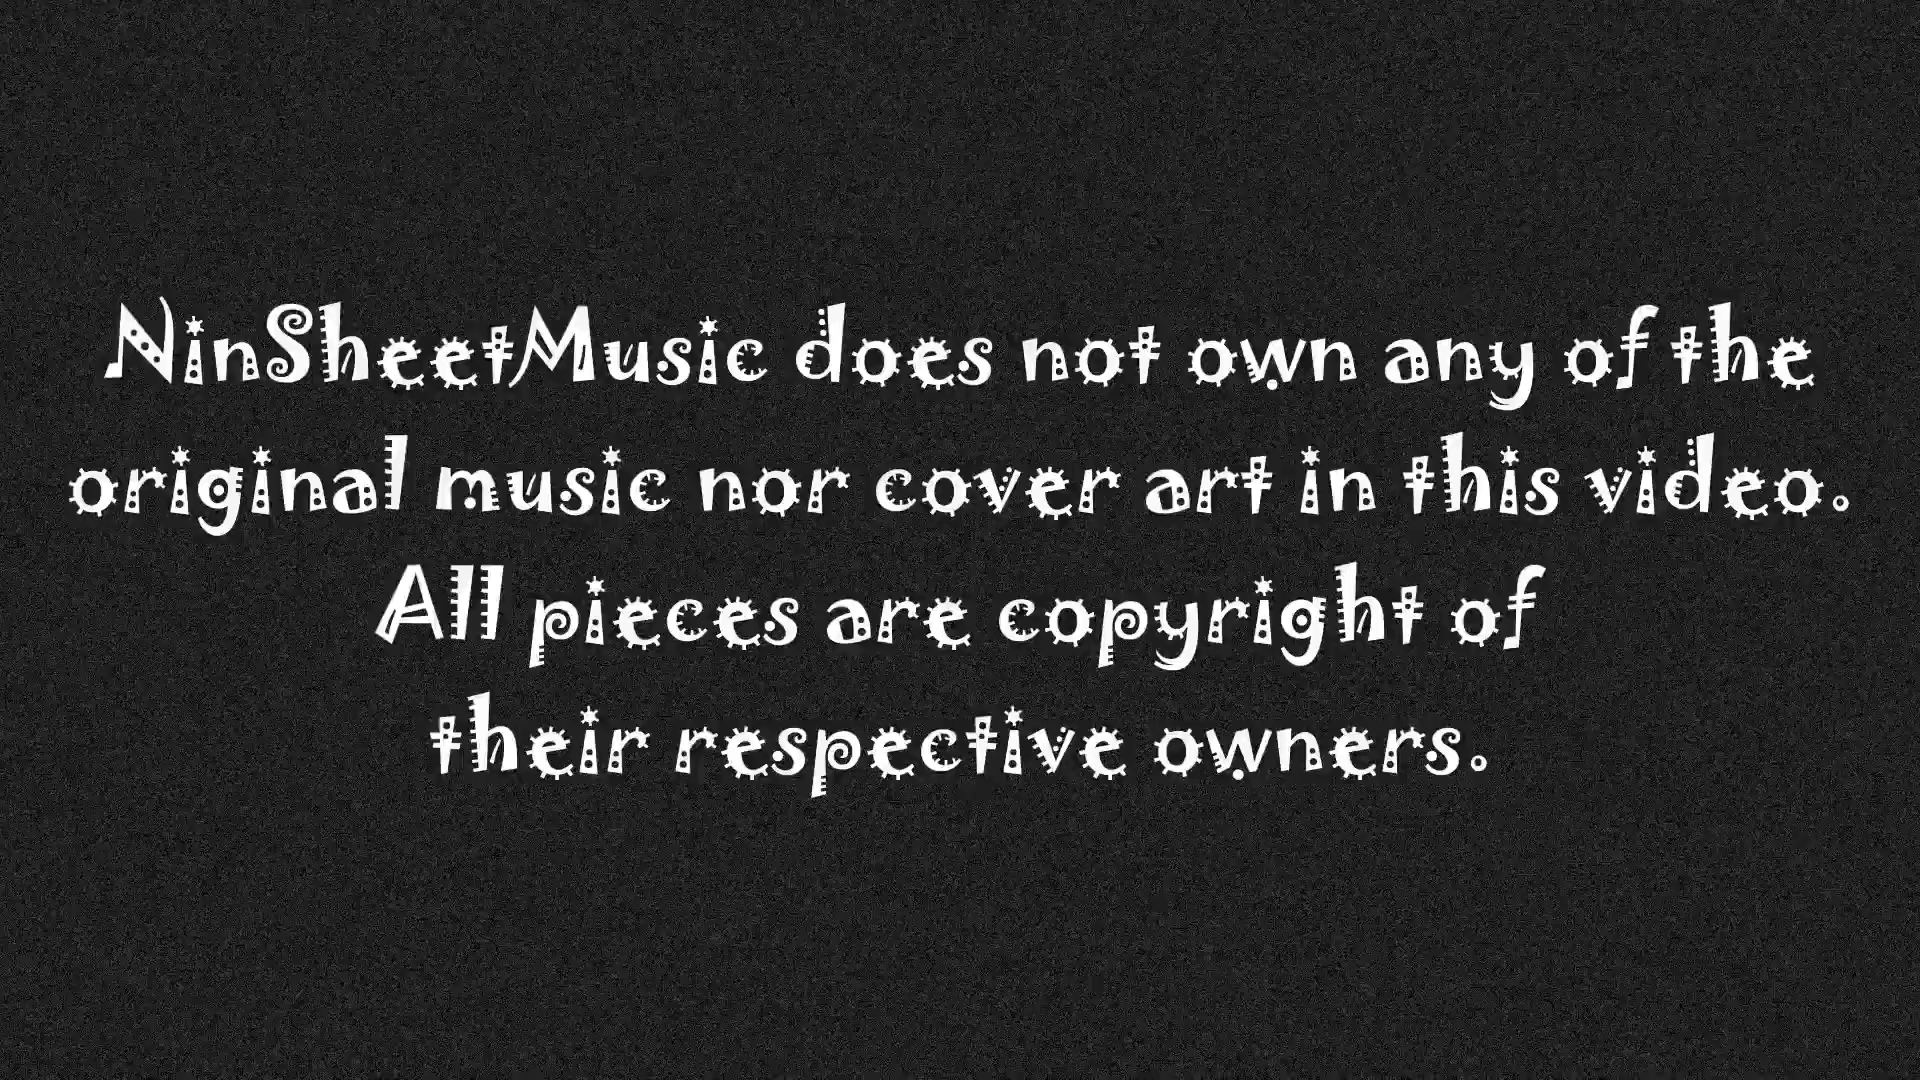 NinSheetMusic does not own any of the
original music nor cover art in this video.
All pieces are copyright of
their respective owners.